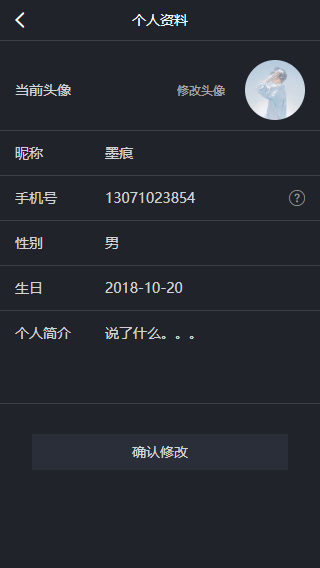 个人资料
当前头像 修改头像
昵称 墨痕
手机号 13071023854 ?
性别 男
生日 2018-10-20
个人简介 说了什么。。。
确认修改